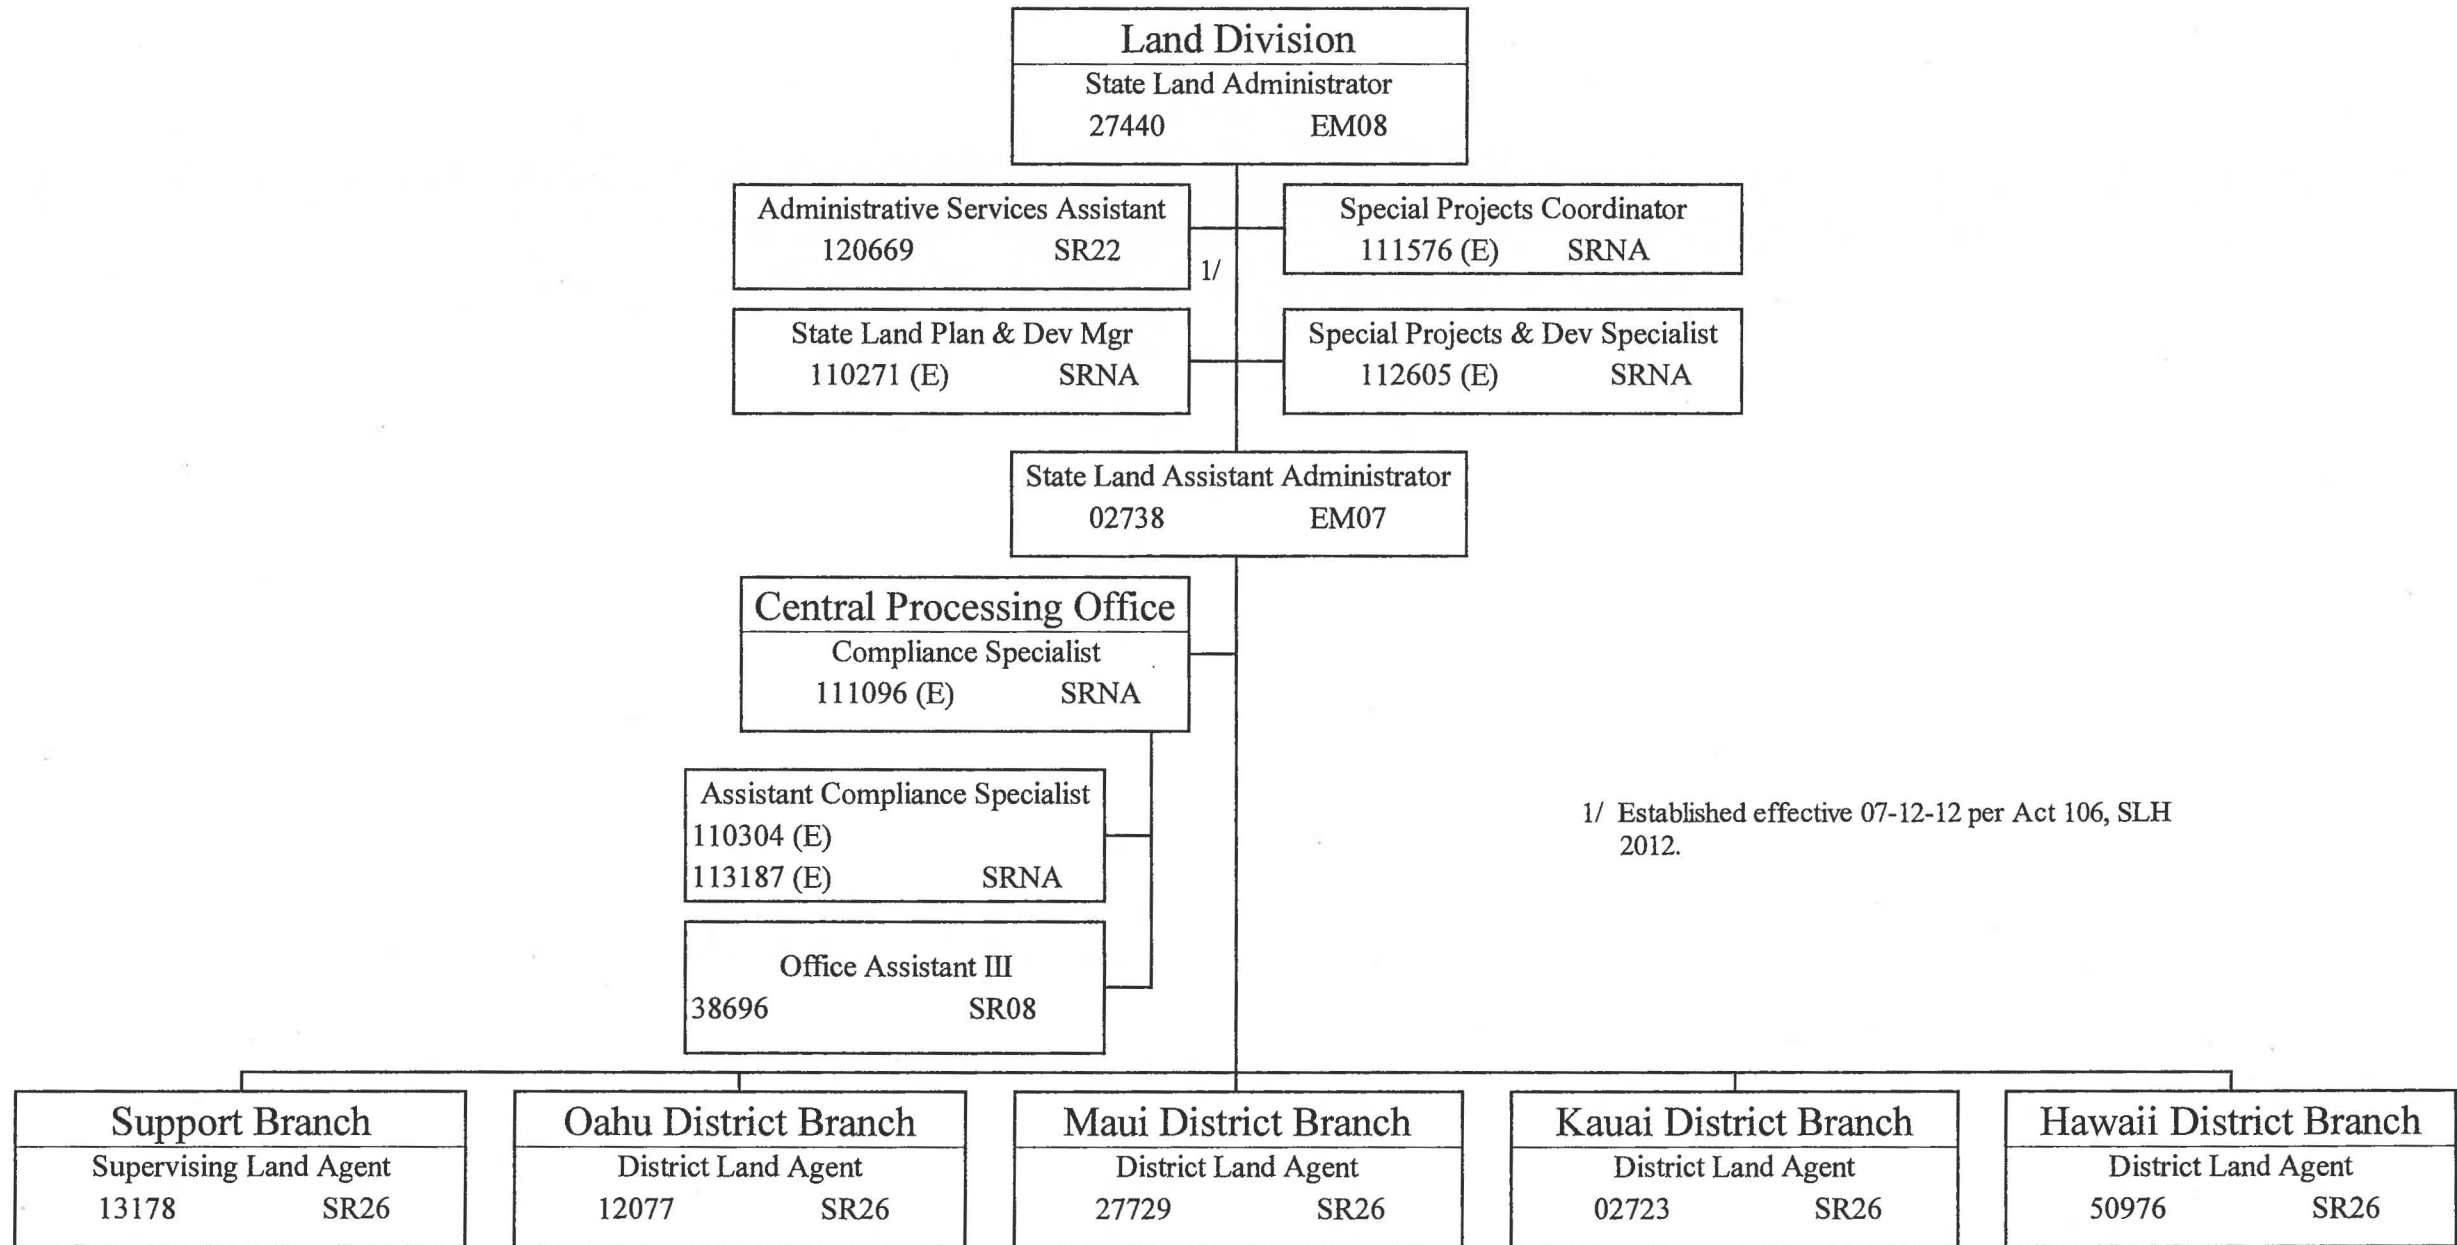 Land Division
State Land Administrator
27440 EM08
Administrative Services Assistant
120669 SR22
1/
Special Projects Coordinator
111576 (E) SRNA
State Land Plan & Dev Mgr
110271 (E) SRNA
Special Projects & Dev Specialist
112605 (E) SRNA
State Land Assistant Administrator
02738 EM07
Central Processing Office
Compliance Specialist
111096 (E) SRNA
Assistant Compliance Specialist
110304 (E)
113187 (E) SRNA
Office Assistant III
38696 SR08
1/ Established effective 07-12-12 per Act 106, SLH
2012.
Support Branch
Supervising Land Agent
13178 SR26
Oahu District Branch
District Land Agent
12077 SR26
Maui District Branch
District Land Agent
27729 SR26
Kauai District Branch
District Land Agent
02723 SR26
Hawaii District Branch
District Land Agent
50976 SR26